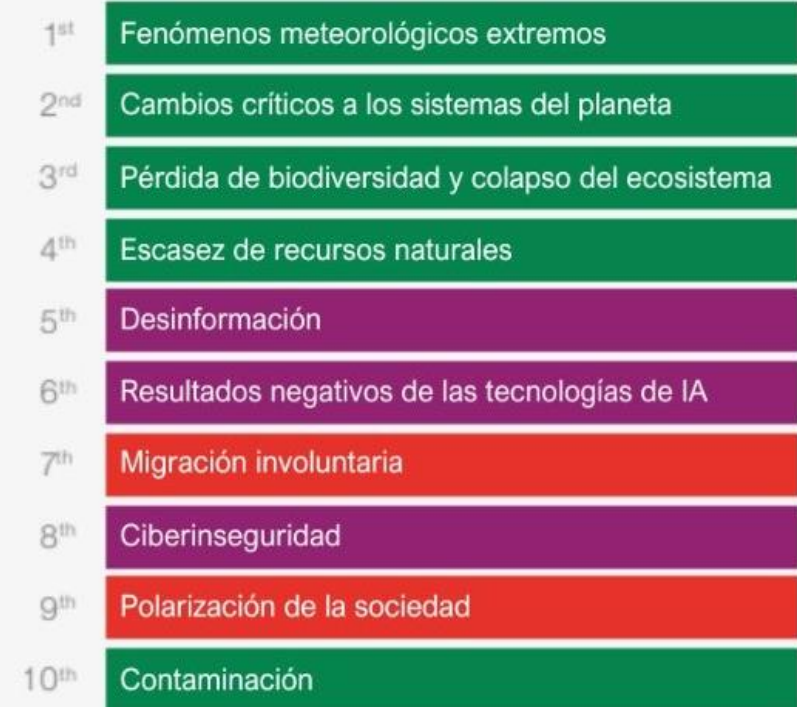 1st Fenómenos meteorológicos extremos
2nd Cambios críticos a los sistemas del planeta
3rd Pérdida de biodiversidad y colapso del ecosistema
4th Escasez de recursos naturales
5th Desinformación
6th Resultados negativos de las tecnologías de IA
7th Migración involuntaria
8th Ciberinseguridad
9th Polarización de la sociedad
10th Contaminación